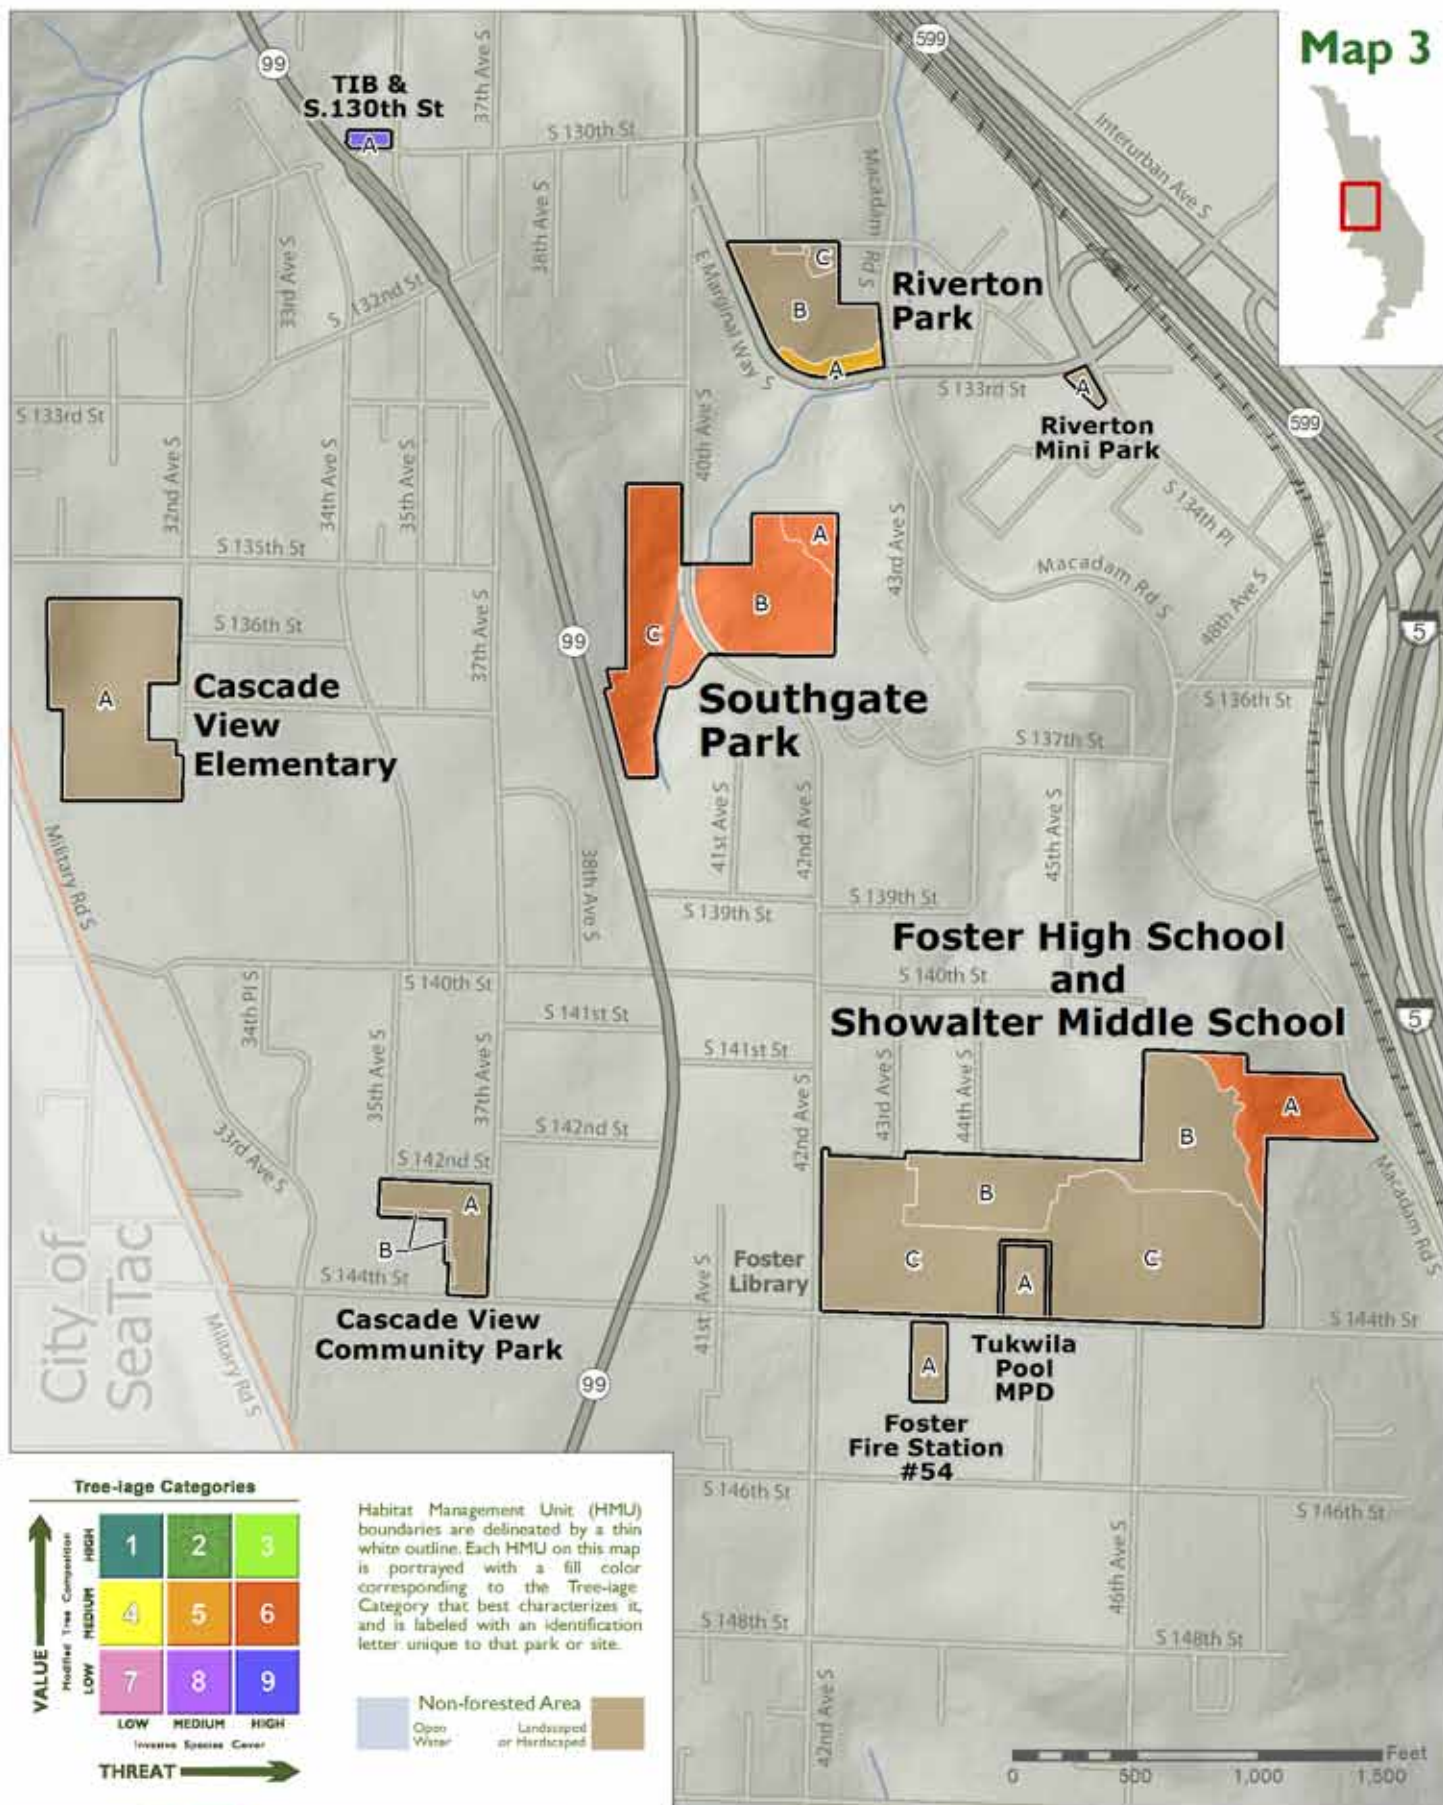 Map 3
599
99
37th Ave S
TIB &
S.130th St
A
S 130th St
Interurban Ave S
Macadam Rd S
38th Ave S
33rd Ave S
S 132nd St
E Marginal Way S
C
B
A
Riverton
Park
S 133rd St
A
Riverton
Mini Park
599
S 133rd St
32nd Ave S
34th Ave S
35th Ave S
40th Ave S
S 134th Pl
43rd Ave S
S 135th St
A
B
C
Macadam Rd S
48th Ave S
5
S 136th St
37th Ave S
99
Cascade
View
Elementary
A
Southgate
Park
S 136th St
S 137th St
41st Ave S
42nd Ave S
45th Ave S
Military Rd S
38th Ave S
S 139th St
S 139th St
Foster High School
and
Showalter Middle School
S 140th St
S 140th St
34th Pl S
S 141st St
S 141st St
5
35th Ave S
37th Ave S
42nd Ave S
43rd Ave S
44th Ave S
A
B
33rd Ave S
S 142nd St
S 142nd St
Macadam Rd S
A
B
B
C
C
A
City of
SeaTac
Foster
Library
S 144th St
41st Ave S
Military Rd S
Cascade View
Community Park
S 144th St
A
Tukwila
Pool
MPD
99
Foster
Fire Station
#54
S 146th St
S 146th St
46th Ave S
S 148th St
S 148th St
42nd Ave S
Tree-iage Categories
VALUE
Modified Tree Composition
HIGH
MEDIUM
LOW
1 2 3
4 5 6
7 8 9
LOW MEDIUM HIGH
Invasive Species Cover
THREAT
Habitat Management Unit (HMU)
boundaries are delineated by a thin
white outline. Each HMU on this map
is portrayed with a fill color
corresponding to the Tree-iage
Category that best characterizes it,
and is labeled with an identification
letter unique to that park or site.
Non-forested Area
Open
Water
Landscaped
or Hardscaped
Feet
0 500 1,000 1,500